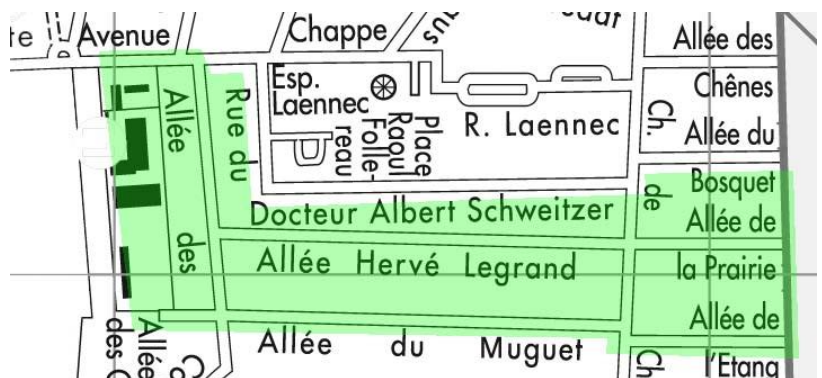 Avenue
Chappe
Allée des
Esp.
Laennec
Chênes
Allée
Rue du
Place
Raoul
Folle-
reau
R. Laennec
Ch.
Allée du
Bosquet
de
Docteur Albert Schweitzer
Allée de
des
Allée Hervé Legrand
la Prairie
Allée de
Allée
Allée du Muguet
l'Etang